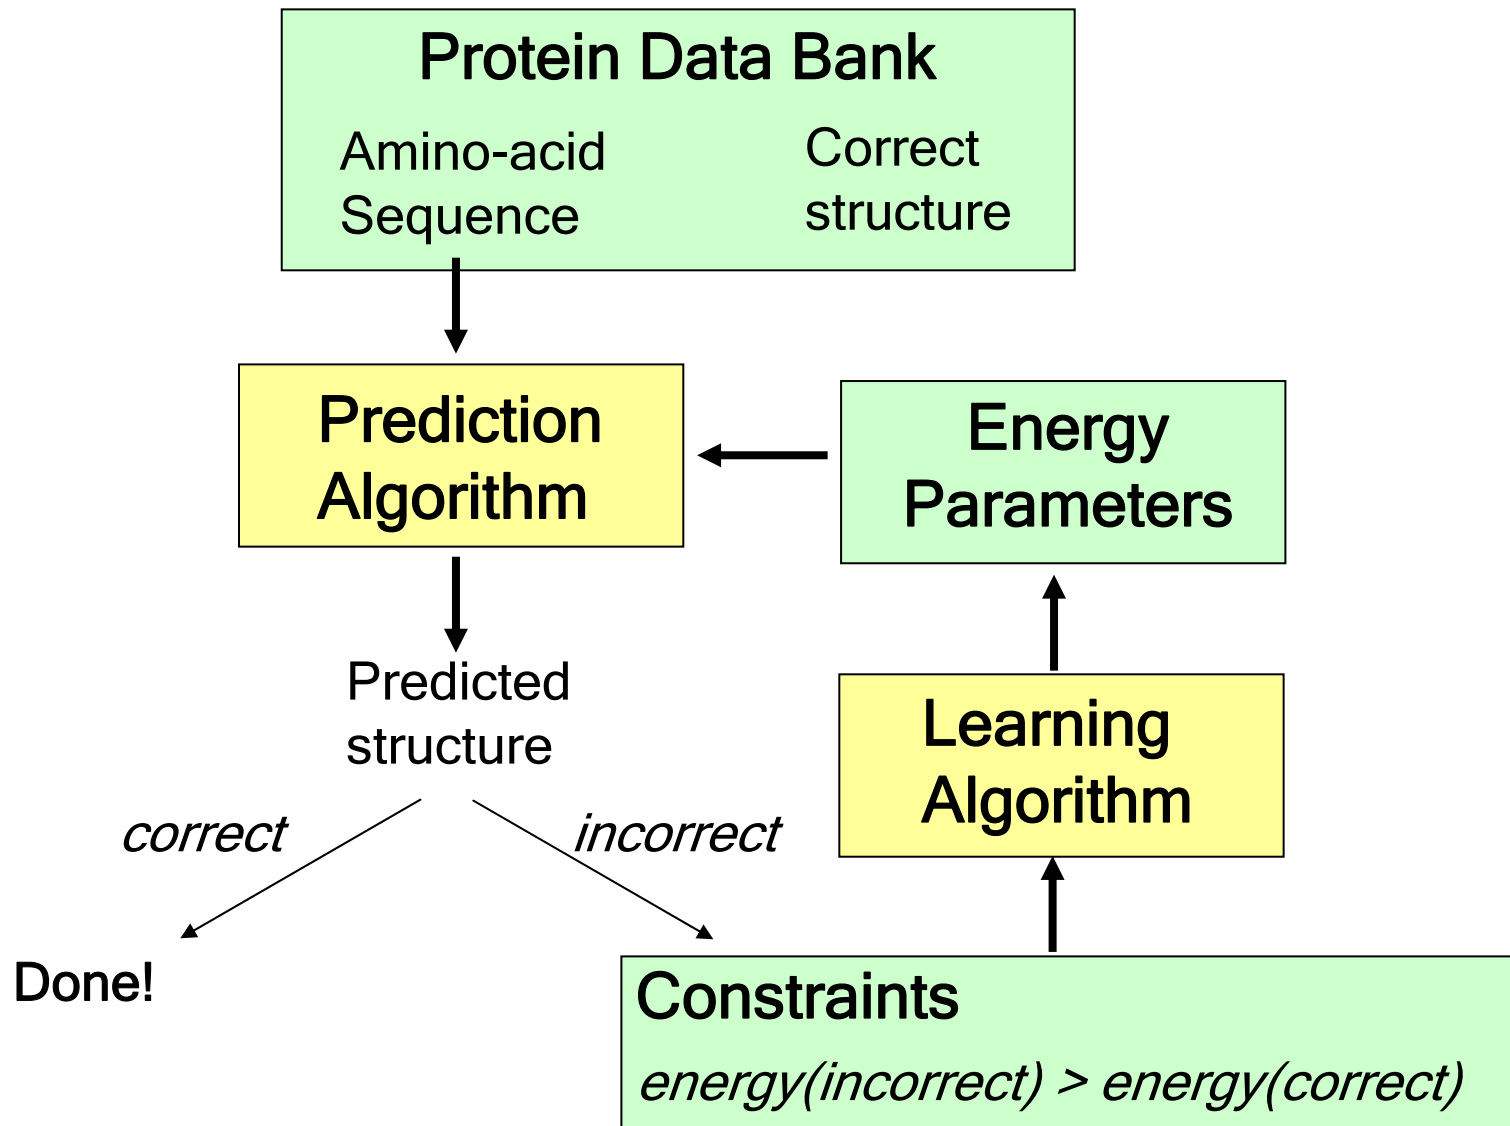 Protein Data Bank
Amino-acid
Sequence
Correct
structure
Prediction
Algorithm
Energy
Parameters
Predicted
structure
Learning
Algorithm
correct
incorrect
Done!
Constraints
energy(incorrect) > energy(correct)